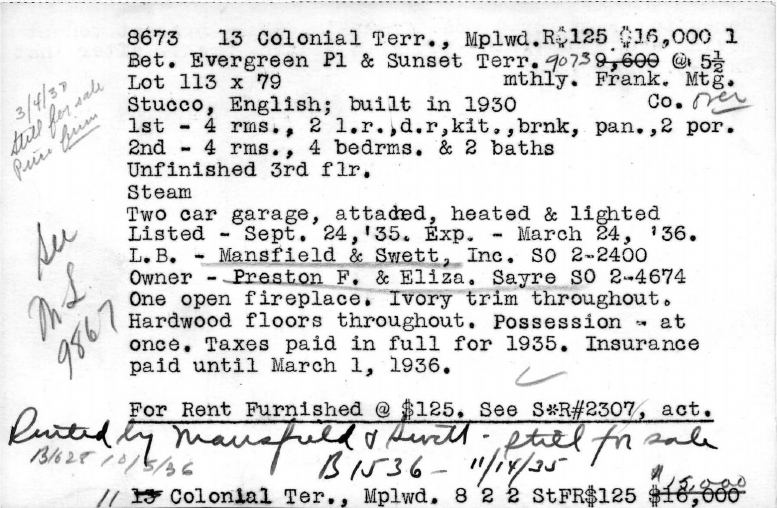 8673 13 Colonial Terr., Mplwd.R$125 $16,000 1
Bet. Evergreen Pl & Sunset Terr. 9073 9,600 @ 5½
Lot 113 x 79 mthly. Frank. Mtg.
Stucco, English; built in 1930 Co. over
3/4/37
Still for sale
Price firm
1st - 4 rms., 2 l.r.,d.r,kit.,brnk, pan.,2 por.
2nd - 4 rms., 4 bedrms. & 2 baths
Unfinished 3rd flr.
Steam
Two car garage, attaded, heated & lighted
Listed - Sept. 24,'35. Exp. - March 24, '36.
L.B. - Mansfield & Swett, Inc. SO 2-2400
Owner - Preston F. & Eliza. Sayre SO 2-4674
One open fireplace. Ivory trim throughout.
Hardwood floors throughout. Possession - at
once. Taxes paid in full for 1935. Insurance
paid until March 1, 1936.
See
ML
9867
For Rent Furnished @ $125. See S*R#2307, act.
Rented by Mansfield & Swett - still for sale
B1628 10/5/36 B1536 - 11/14/35
$15,000
11 13 Colonial Ter., Mplwd. 8 2 2 StFR$125 $16,000